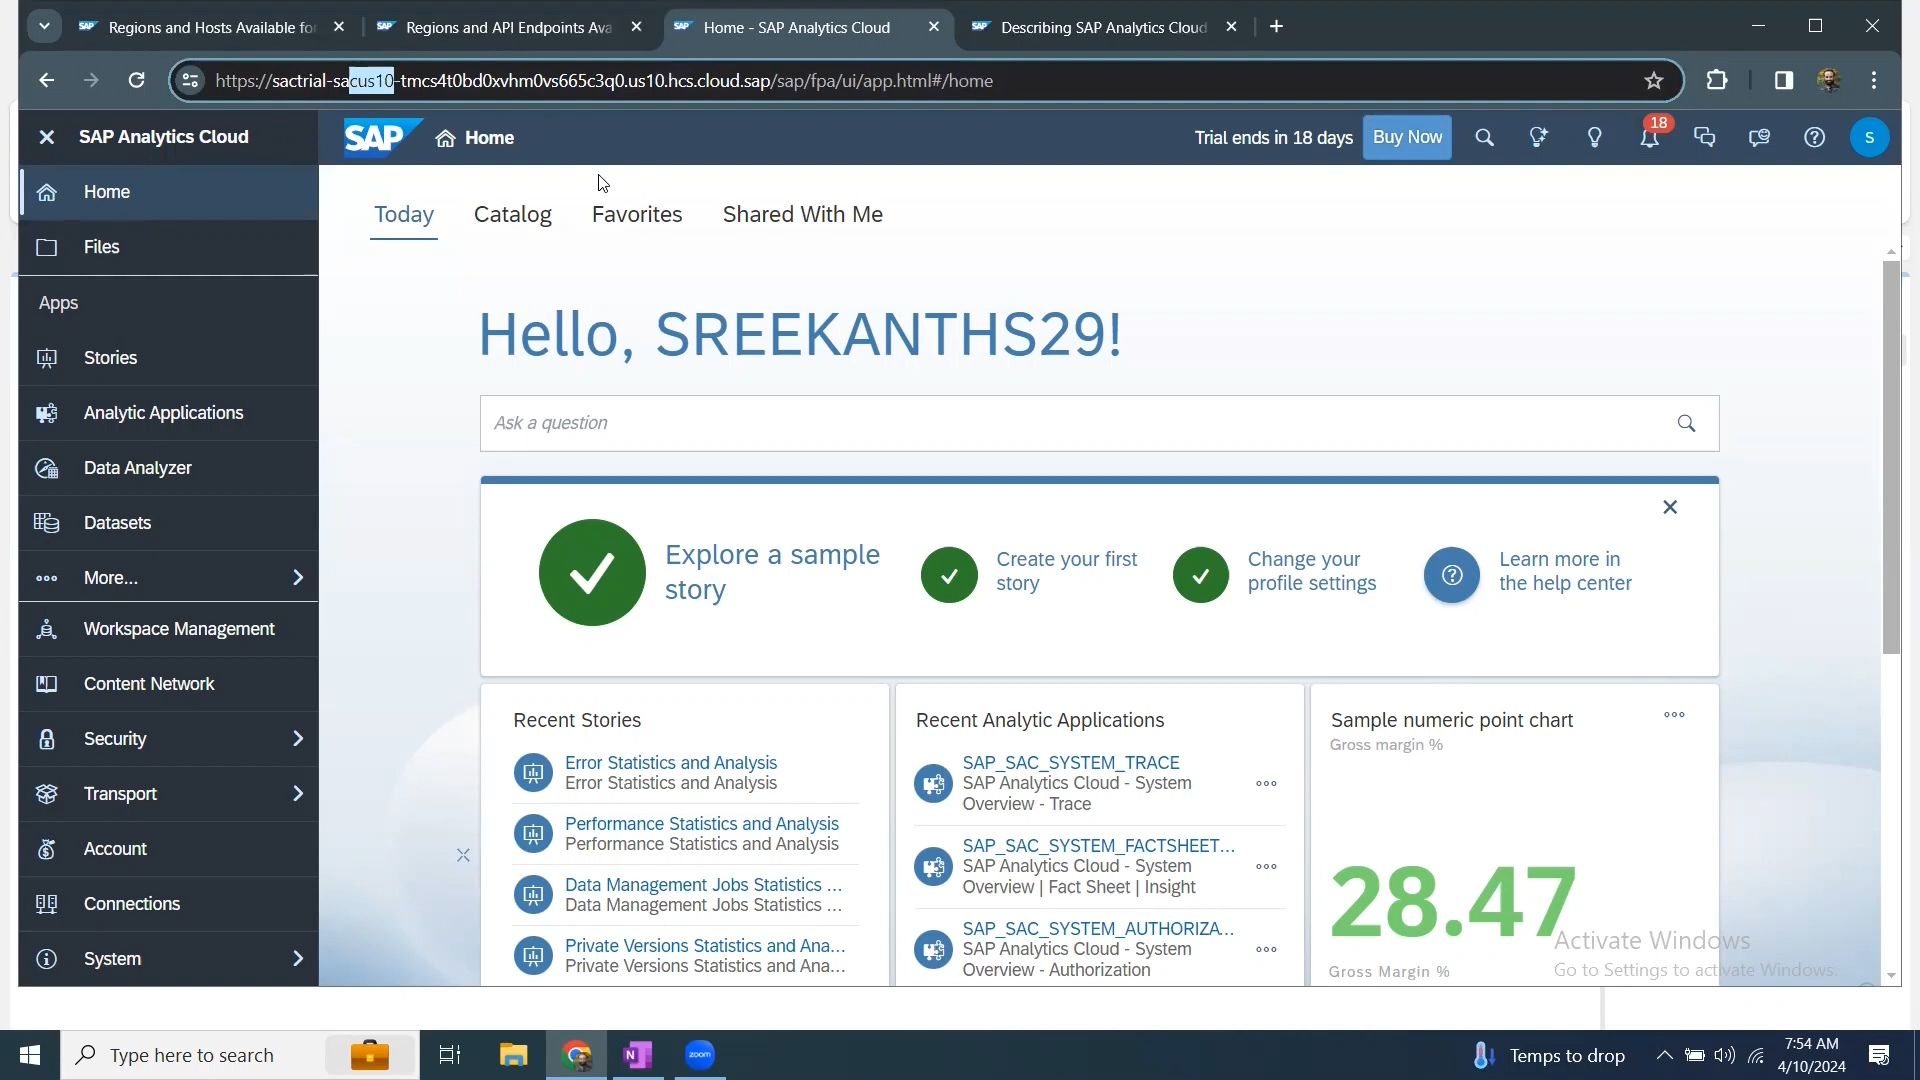 Regions and Hosts Available fo
Regions and API Endpoints Ava
Home - SAP Analytics Cloud
Describing SAP Analytics Cloud
https://sactrial-sacus10-tmcs4t0bd0xvhm0vs665c3q0.us10.hcs.cloud.sap/sap/fpa/ui/app.html#/home
SAP Analytics Cloud
SAP
Home
Trial ends in 18 days
Buy Now
18
S
Home
Files
Apps
Stories
Analytic Applications
Data Analyzer
Datasets
More...
Workspace Management
Content Network
Security
Transport
Account
Connections
System
Today
Catalog
Favorites
Shared With Me
Hello, SREEKANTHS29!
Ask a question
Explore a sample
story
Create your first
story
Change your
profile settings
Learn more in
the help center
Recent Stories
Error Statistics and Analysis
Error Statistics and Analysis
Performance Statistics and Analysis
Performance Statistics and Analysis
Data Management Jobs Statistics ...
Data Management Jobs Statistics ...
Private Versions Statistics and Ana...
Private Versions Statistics and Ana...
Recent Analytic Applications
SAP_SAC_SYSTEM_TRACE
SAP Analytics Cloud - System
Overview - Trace
SAP_SAC_SYSTEM_FACTSHEET...
SAP Analytics Cloud - System
Overview | Fact Sheet | Insight
SAP_SAC_SYSTEM_AUTHORIZA...
SAP Analytics Cloud - System
Overview - Authorization
Sample numeric point chart
Gross margin %
28.47
Gross Margin %
Activate Windows
Go to Settings to activate Windows.
Type here to search
N
zoom
Temps to drop
7:54 AM
4/10/2024